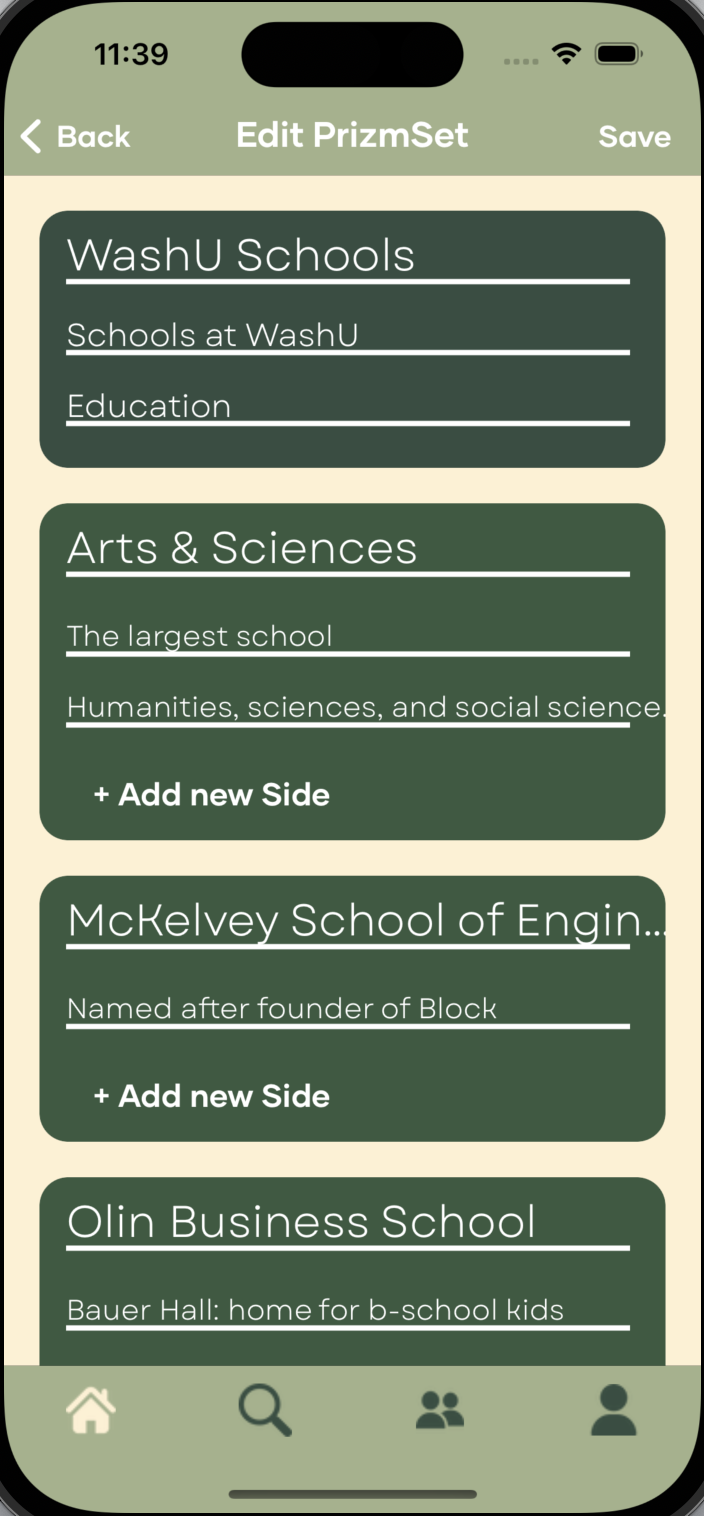 11:39
Back Edit PrizmSet Save
WashU Schools
Schools at WashU
Education
Arts & Sciences
The largest school
Humanities, sciences, and social science.
+ Add new Side
McKelvey School of Engin...
Named after founder of Block
+ Add new Side
Olin Business School
Bauer Hall: home for b-school kids